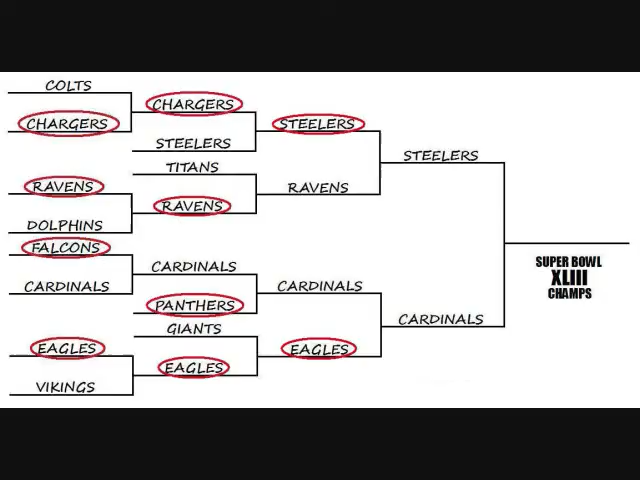 COLTS
CHARGERS
CHARGERS
STEELERS
STEELERS
STEELERS
TITANS
RAVENS
RAVENS
RAVENS
DOLPHINS
FALCONS
CARDINALS
CARDINALS
CARDINALS
PANTHERS
CARDINALS
GIANTS
EAGLES
EAGLES
EAGLES
VIKINGS
SUPER BOWL
XLIII
CHAMPS